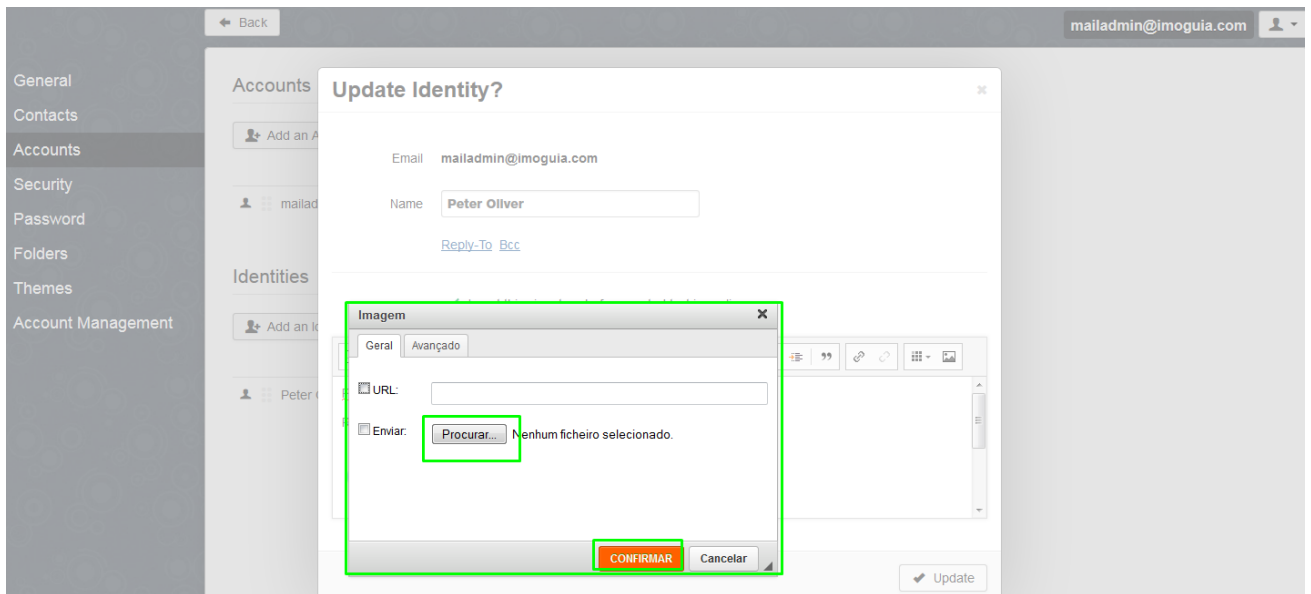 Back
mailadmin@imoguia.com
General
Contacts
Accounts
Security
Password
Folders
Themes
Account Management
Accounts
Add an A
mailad
Identities
Add an Id
Peter O
Update Identity?
Email mailadmin@imoguia.com
Name Peter Oliver
Reply-To Bcc
Imagem
Geral Avançado
URL:
Enviar: Procurar... Nenhum ficheiro selecionado.
CONFIRMAR Cancelar
Update